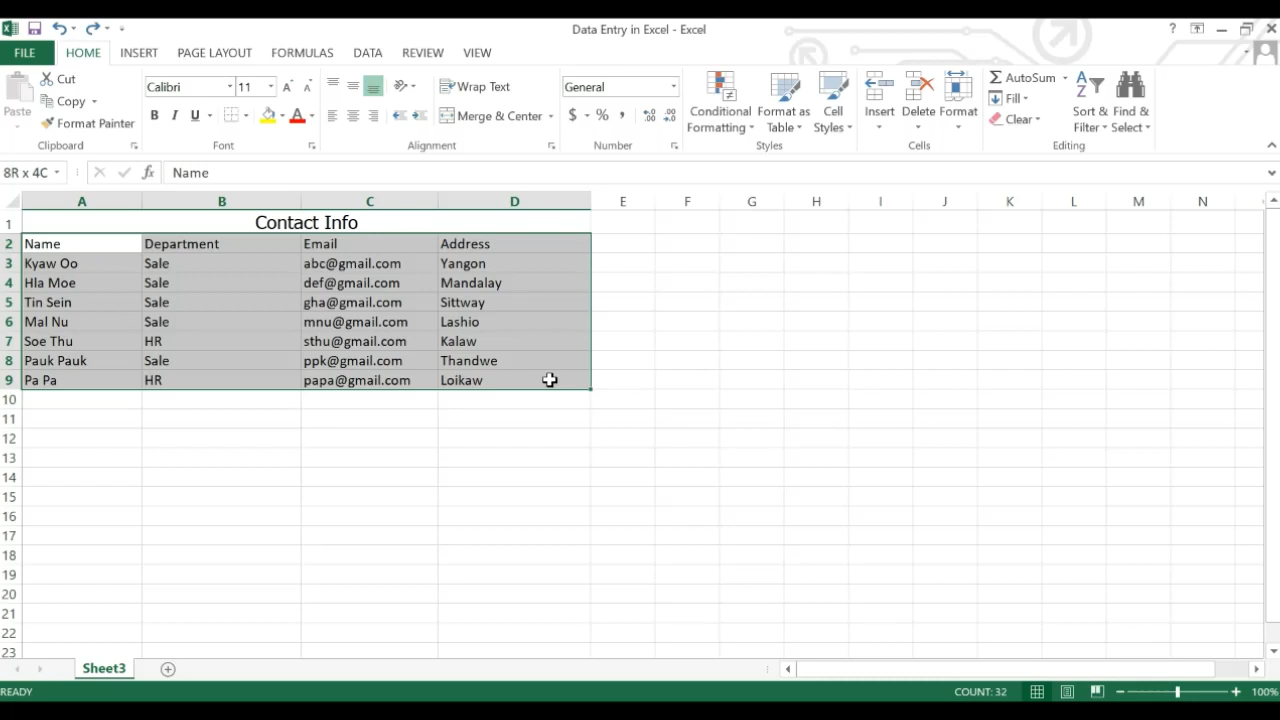 Data Entry in Excel - Excel
?
FILE HOME INSERT PAGE LAYOUT FORMULAS DATA REVIEW VIEW
Paste
Cut
Copy
Format Painter
Clipboard
Calibri 11
A A
B I U A
Font
Wrap Text
Merge & Center
Alignment
General
$ % ,
Number
Conditional Formatting
Format as Table
Cell Styles
Styles
Insert Delete Format
Cells
AutoSum
Fill
Clear
Sort & Filter
Find & Select
Editing
8R x 4C fx Name
A B C D E F G H I J K L M N
1 Contact Info
2 Name Department Email Address
3 Kyaw Oo Sale abc@gmail.com Yangon
4 Hla Moe Sale def@gmail.com Mandalay
5 Tin Sein Sale gha@gmail.com Sittway
6 Mal Nu Sale mnu@gmail.com Lashio
7 Soe Thu HR sthu@gmail.com Kalaw
8 Pauk Pauk Sale ppk@gmail.com Thandwe
9 Pa Pa HR papa@gmail.com Loikaw
10
11
12
13
14
15
16
17
18
19
20
21
22
23
Sheet3
READY COUNT: 32 100%